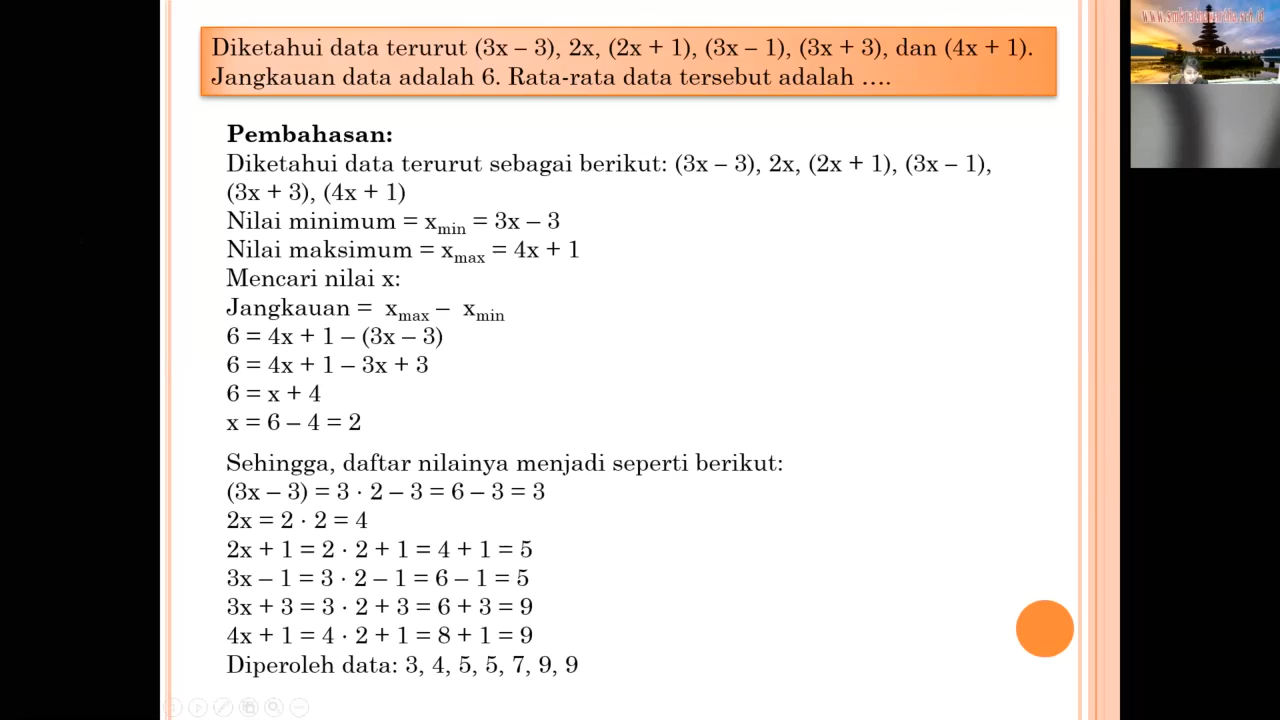 Diketahui data terurut (3x – 3), 2x, (2x + 1), (3x – 1), (3x + 3), dan (4x + 1).
Jangkauan data adalah 6. Rata-rata data tersebut adalah ….
Pembahasan:
Diketahui data terurut sebagai berikut: (3x – 3), 2x, (2x + 1), (3x – 1),
(3x + 3), (4x + 1)
Nilai minimum = xmin = 3x – 3
Nilai maksimum = xmax = 4x + 1
Mencari nilai x:
Jangkauan = xmax – xmin
6 = 4x + 1 – (3x – 3)
6 = 4x + 1 – 3x + 3
6 = x + 4
x = 6 – 4 = 2
Sehingga, daftar nilainya menjadi seperti berikut:
(3x – 3) = 3 · 2 – 3 = 6 – 3 = 3
2x = 2 · 2 = 4
2x + 1 = 2 · 2 + 1 = 4 + 1 = 5
3x – 1 = 3 · 2 – 1 = 6 – 1 = 5
3x + 3 = 3 · 2 + 3 = 6 + 3 = 9
4x + 1 = 4 · 2 + 1 = 8 + 1 = 9
Diperoleh data: 3, 4, 5, 5, 7, 9, 9